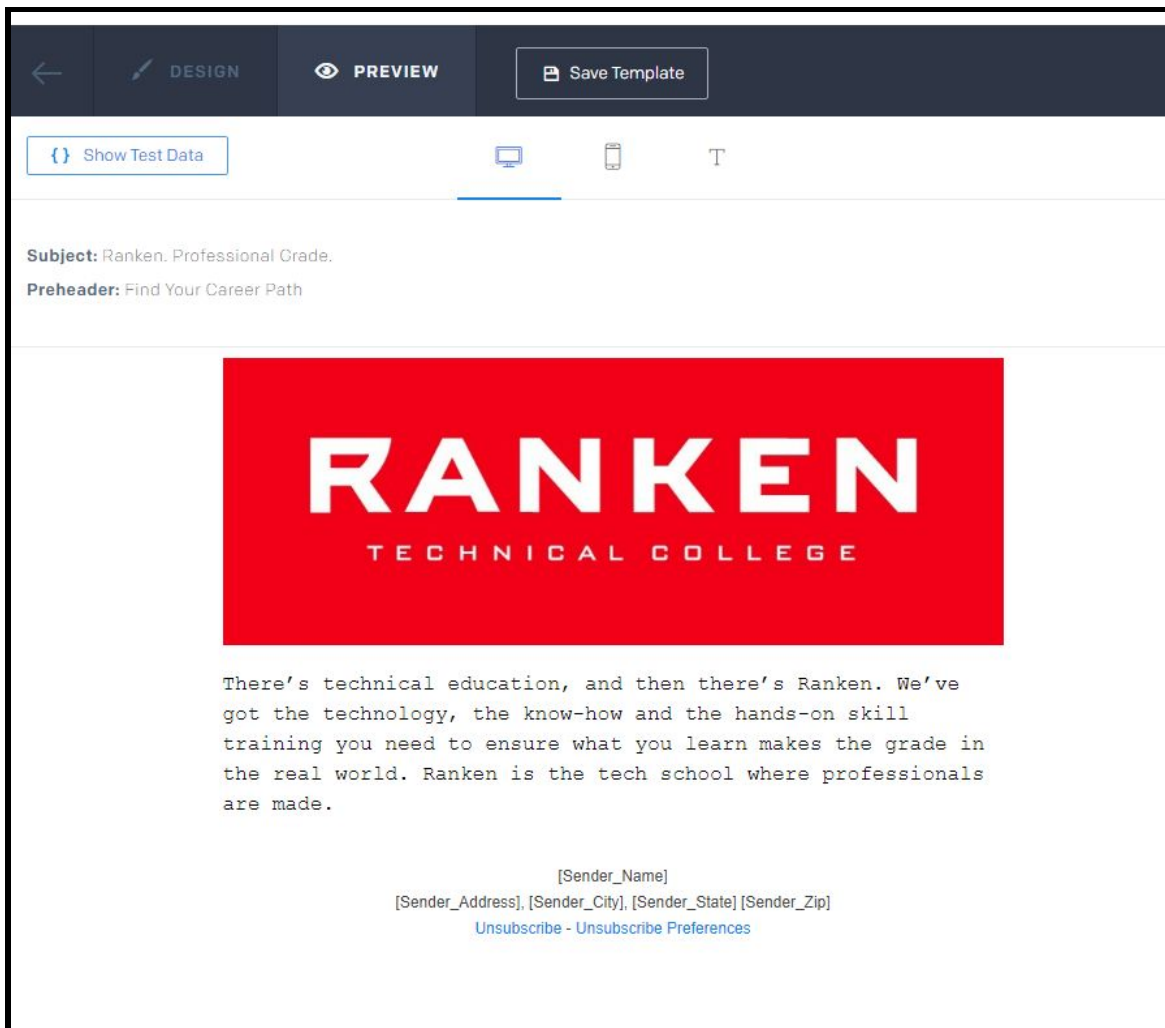 DESIGN
PREVIEW
Save Template
{ } Show Test Data
T
Subject: Ranken. Professional Grade.
Preheader: Find Your Career Path
RANKEN
TECHNICAL COLLEGE
There’s technical education, and then there’s Ranken. We’ve
got the technology, the know-how and the hands-on skill
training you need to ensure what you learn makes the grade in
the real world. Ranken is the tech school where professionals
are made.
[Sender_Name]
[Sender_Address], [Sender_City], [Sender_State] [Sender_Zip]
Unsubscribe - Unsubscribe Preferences